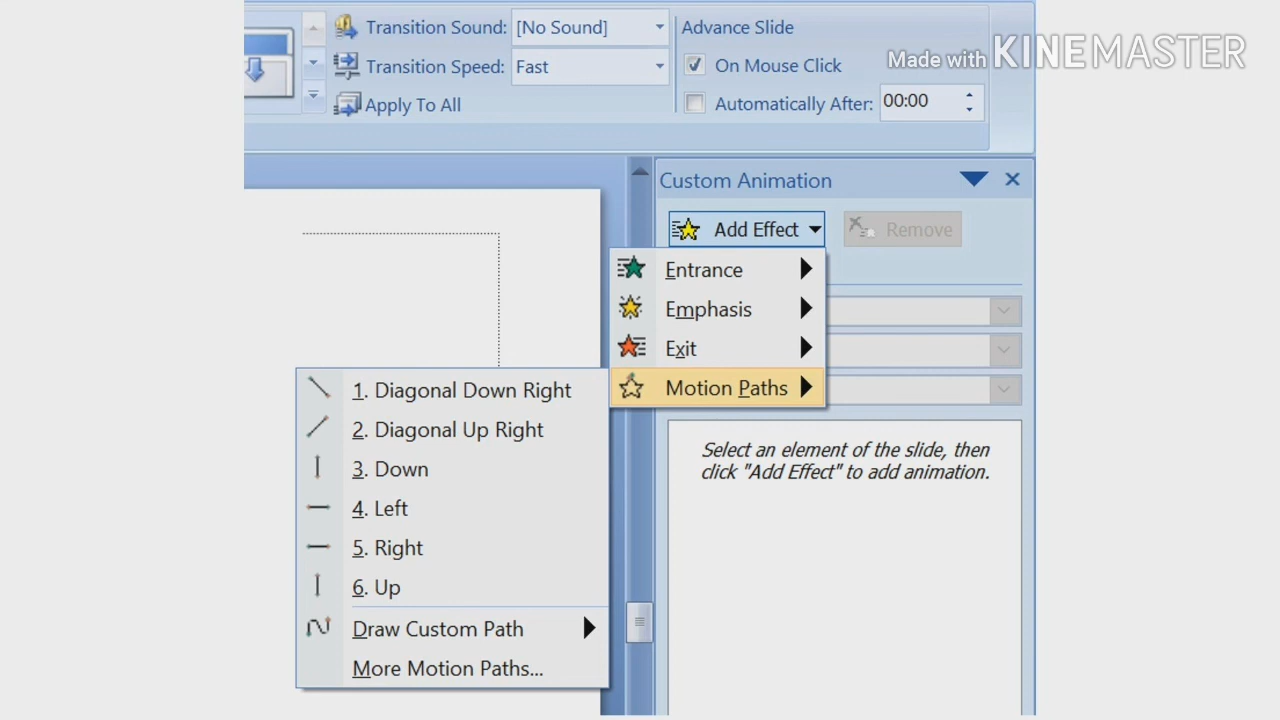 Transition Sound: [No Sound]
Transition Speed: Fast
Apply To All
Advance Slide
On Mouse Click
Automatically After: 00:00
Made with KINEMASTER
Custom Animation
Add Effect
Remove
Entrance
Emphasis
Exit
Motion Paths
1. Diagonal Down Right
2. Diagonal Up Right
3. Down
4. Left
5. Right
6. Up
Draw Custom Path
More Motion Paths...
Select an element of the slide, then
click "Add Effect" to add animation.